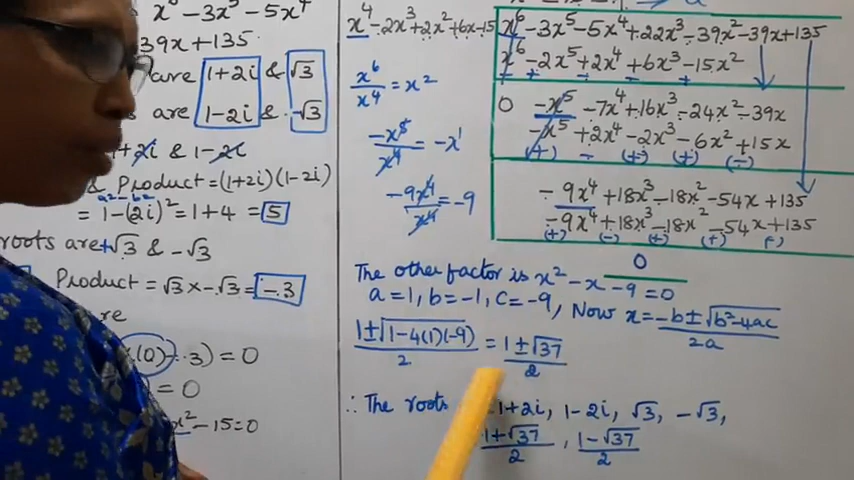 x⁶ - 3x⁵ - 5x⁴
39x + 135.
are 1+2i & √3
are 1-2i & -√3
1+2i & 1-2i
& Product = (1+2i)(1-2i)
a²-b²
= 1-(2i)² = 1+4 = 5
roots are +√3 & -√3
Product = √3 x -√3 = -3
re
(0) -3) = 0
) = 0
x² - 15 = 0
x⁴ - 2x³ + 2x² + 6x - 15
x⁶ - 3x⁵ - 5x⁴ + 22x³ - 39x² - 39x + 135
x⁶ - 2x⁵ + 2x⁴ + 6x³ - 15x²
- + - - +
x⁶/x⁴ = x²
0 -x⁵ - 7x⁴ + 16x³ - 24x² - 39x
-x⁵ + 2x⁴ - 2x³ - 6x² + 15x
(+) - (+) (+) (-)
-x⁵/x⁴ = -x¹
-9x⁴ + 18x³ - 18x² - 54x + 135
-9x⁴ + 18x³ - 18x² - 54x + 135
(+) (-) (+) (+) (-)
-9x⁴/x⁴ = -9
0
The other factor is x² - x - 9 = 0
a = 1, b = -1, c = -9, Now x = -b ± √b²-4ac / 2a
1 ± √1-4(1)(-9) / 2 = 1 ± √37 / 2
∴ The roots 1+2i, 1-2i, √3, -√3,
1+√37 / 2 , 1-√37 / 2